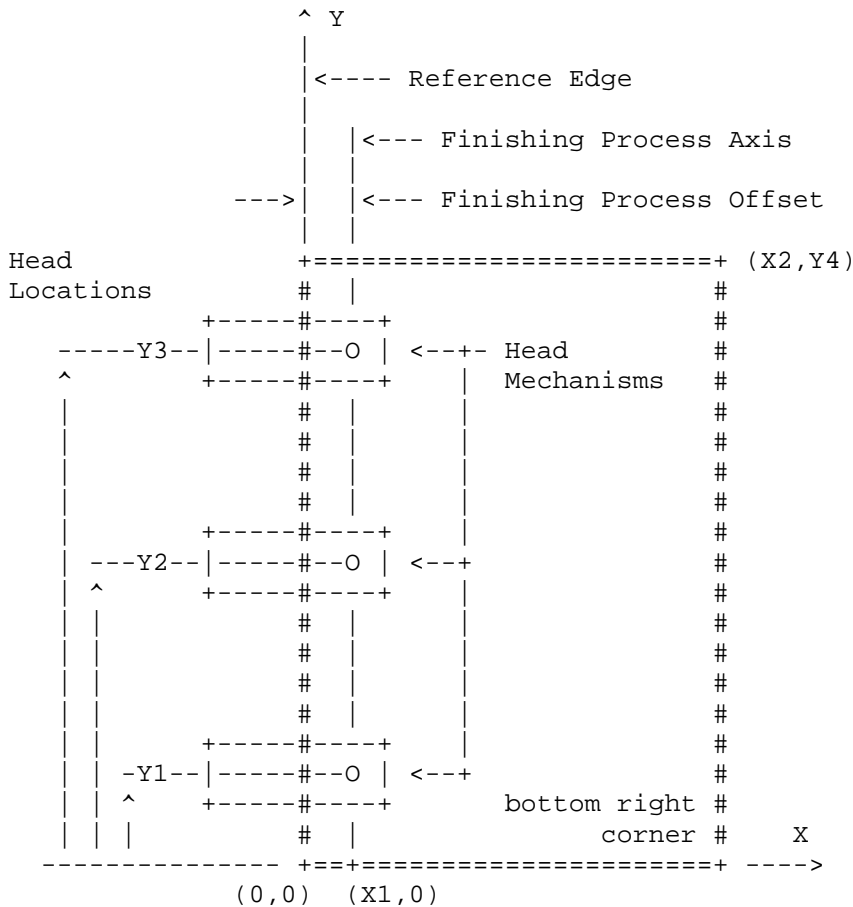 Y
Reference Edge
Finishing Process Axis
Finishing Process Offset
Head (X2,Y4)
Locations
Y3 O Head
Mechanisms
Y2 O
Y1 O
bottom right
corner X
(0,0) (X1,0)